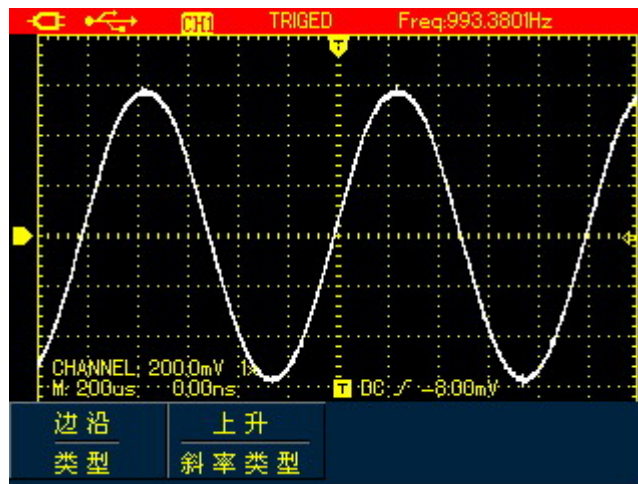 CH1 TRIGED Freq:993.3801Hz
T
CHANNEL: 200.0mV 1X
M: 200us 0.00ns T DC -8.00mV
边沿 上升
类型 斜率类型